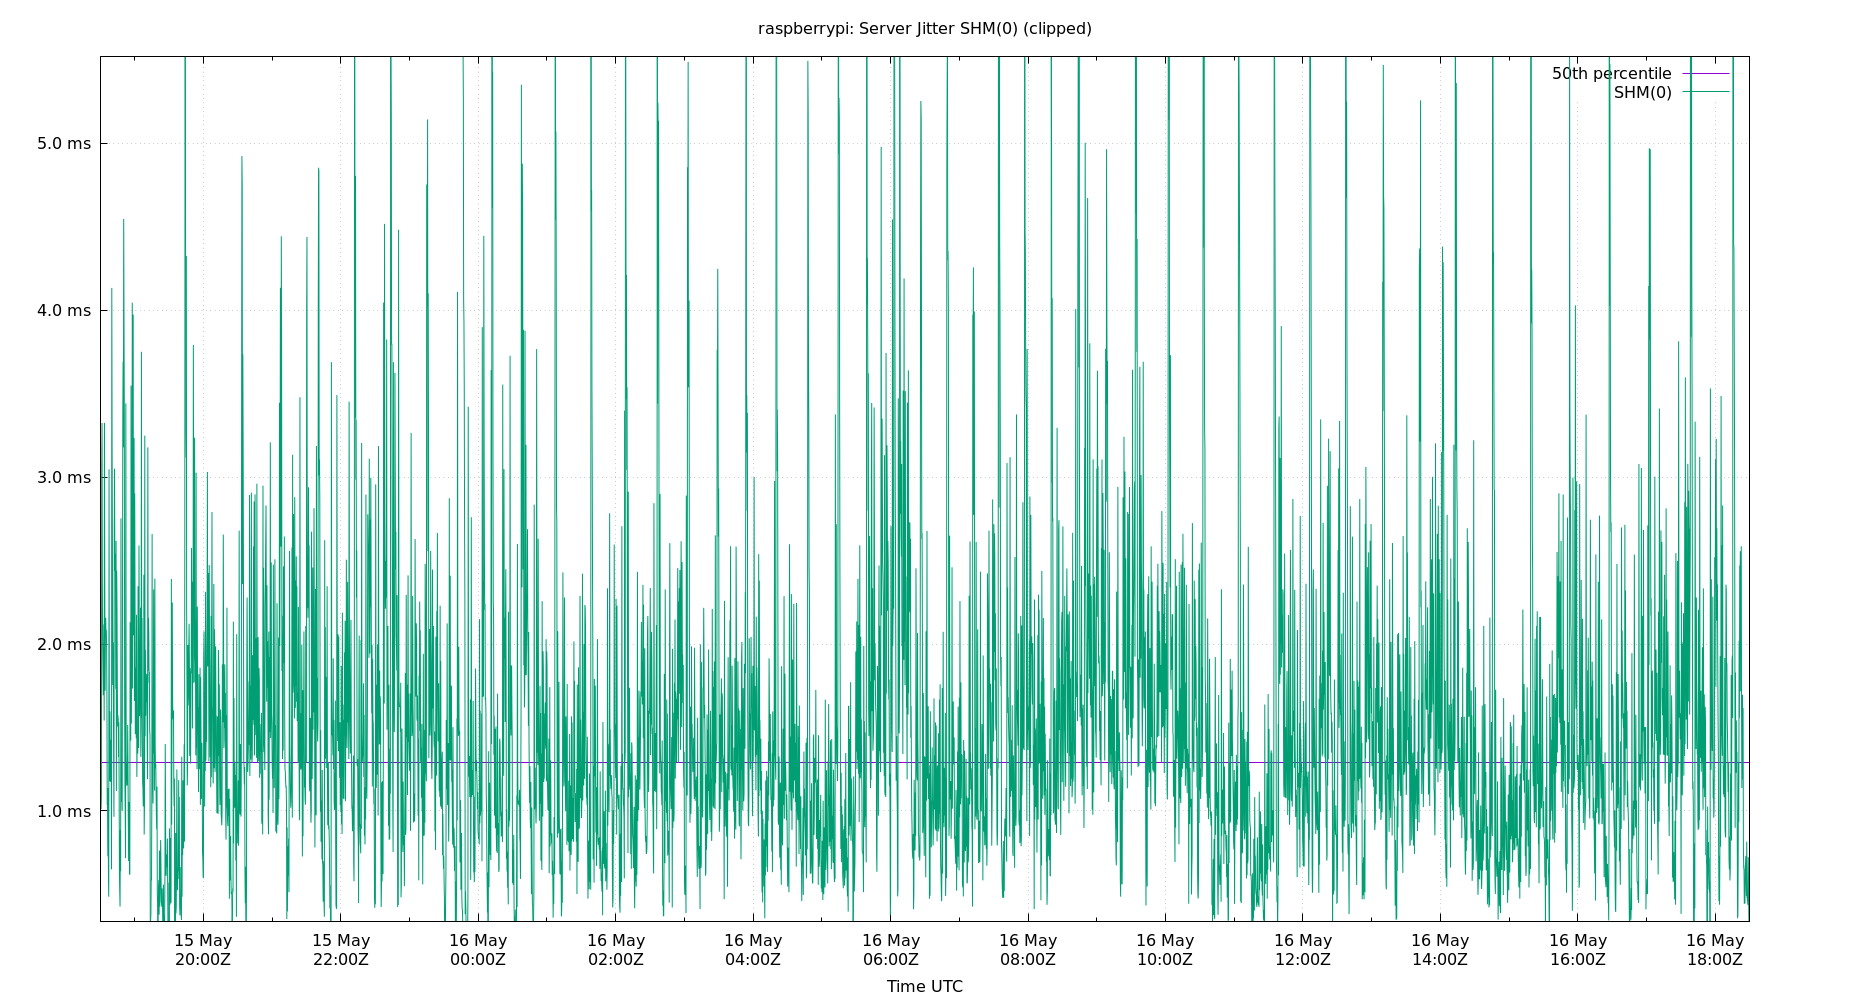 raspberrypi: Server Jitter SHM(0) (clipped)
50th percentile
SHM(0)
5.0 ms
4.0 ms
3.0 ms
2.0 ms
1.0 ms
15 May 15 May 16 May 16 May 16 May 16 May 16 May 16 May 16 May 16 May 16 May 16 May
20:00Z 22:00Z 00:00Z 02:00Z 04:00Z 06:00Z 08:00Z 10:00Z 12:00Z 14:00Z 16:00Z 18:00Z
Time UTC